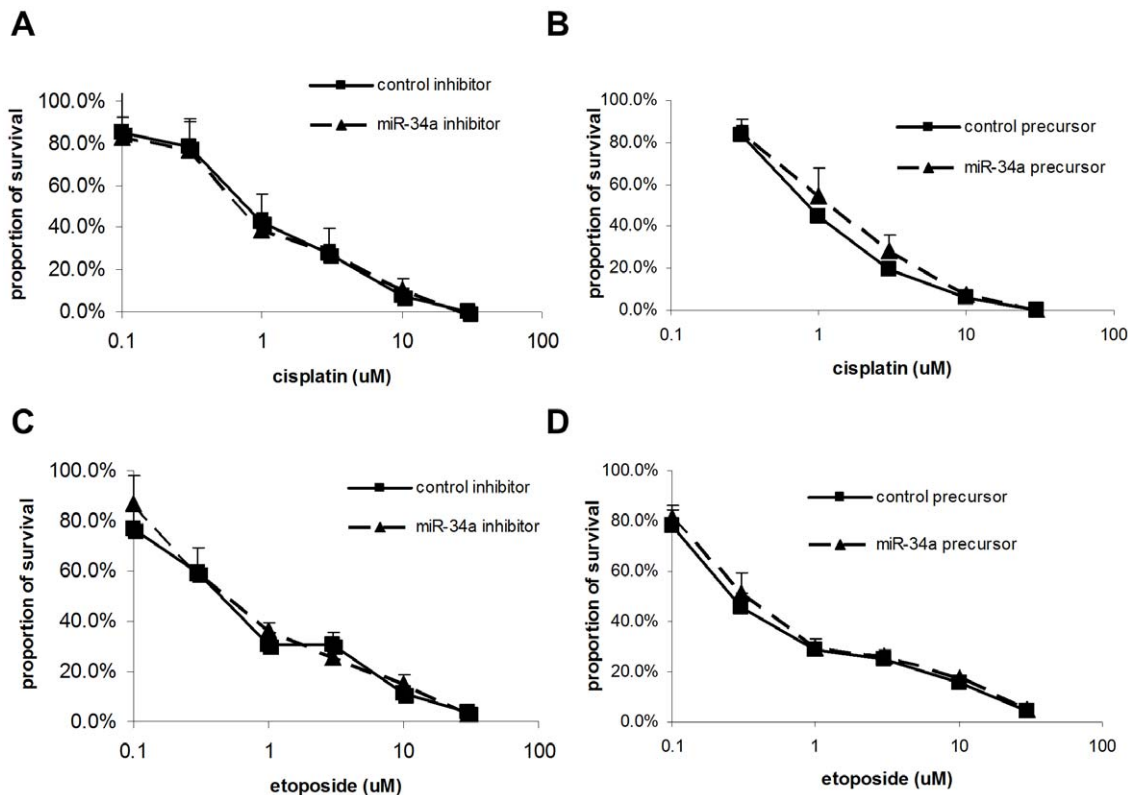 A
control inhibitor
miR-34a inhibitor
proportion of survival
100.0%
80.0%
60.0%
40.0%
20.0%
0.0%
0.1
1
10
100
cisplatin (uM)
B
control precursor
miR-34a precursor
proportion of survival
100.0%
80.0%
60.0%
40.0%
20.0%
0.0%
0.1
1
10
100
cisplatin (uM)
C
control inhibitor
miR-34a inhibitor
proportion of survival
100.0%
80.0%
60.0%
40.0%
20.0%
0.0%
0.1
1
10
100
etoposide (uM)
D
control precursor
miR-34a precursor
proportion of survival
100.0%
80.0%
60.0%
40.0%
20.0%
0.0%
0.1
1
10
100
etoposide (uM)